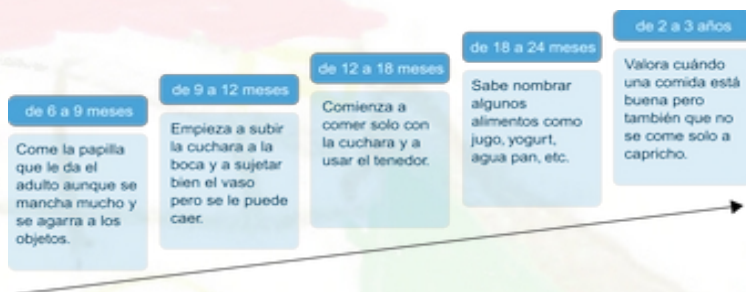 de 6 a 9 meses
Come la papilla
que le da el
adulto aunque se
mancha mucho y
se agarra a los
objetos.
de 9 a 12 meses
Empieza a subir
la cuchara a la
boca y a sujetar
bien el vaso
pero se le puede
caer.
de 12 a 18 meses
Comienza a
comer solo con
la cuchara y a
usar el tenedor.
de 18 a 24 meses
Sabe nombrar
algunos
alimentos como
jugo, yogurt,
agua pan, etc.
de 2 a 3 años
Valora cuándo
una comida está
buena pero
también que no
se come solo a
capricho.